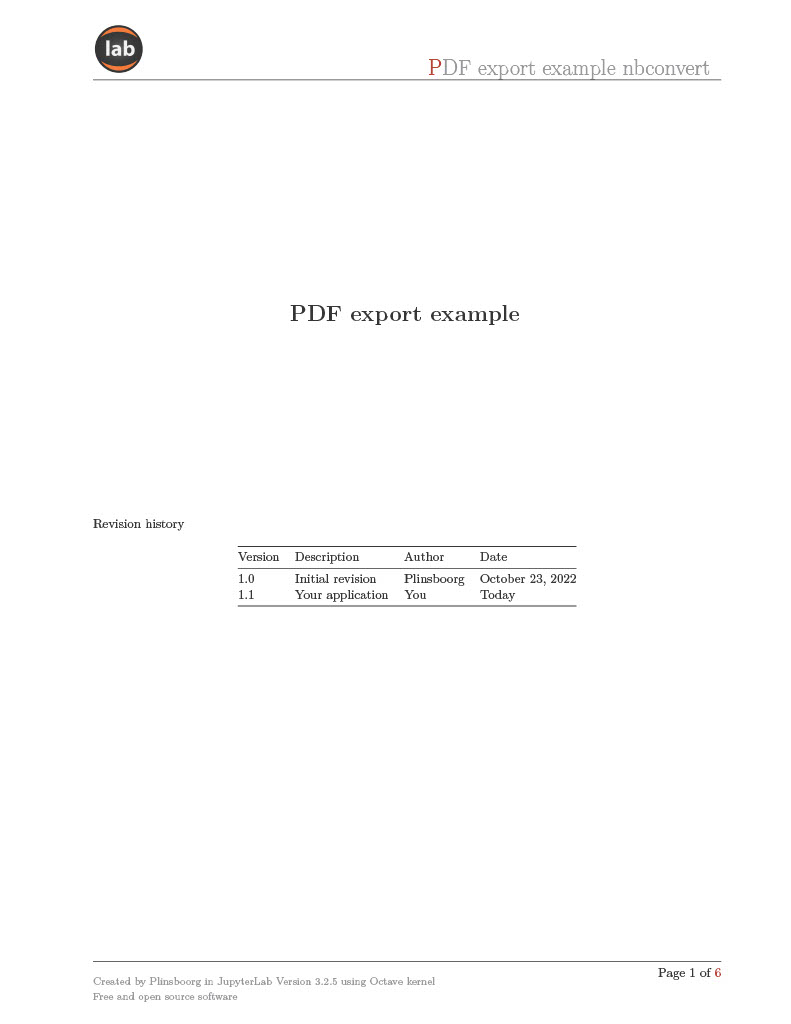 lab
PDF export example nbconvert
PDF export example
Revision history
Version Description Author Date
1.0 Initial revision Plinsboorg October 23, 2022
1.1 Your application You Today
Page 1 of 6
Created by Plinsboorg in JupyterLab Version 3.2.5 using Octave kernel
Free and open source software